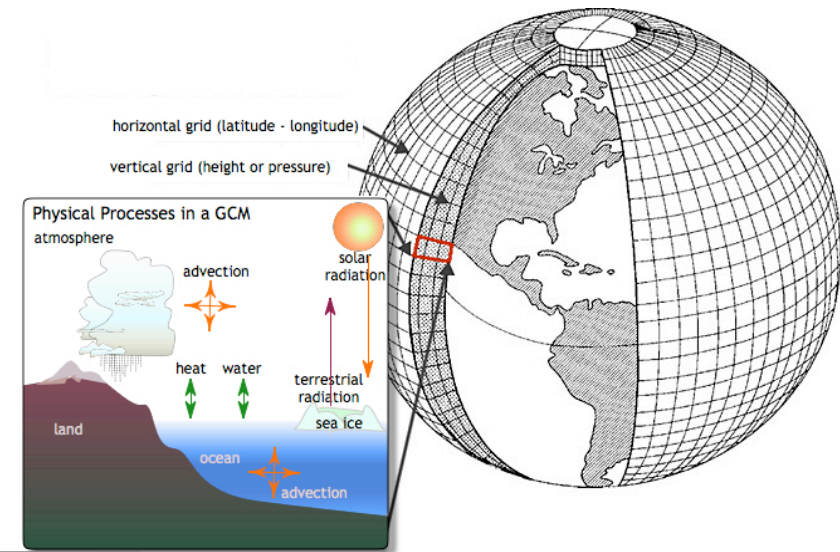 horizontal grid (latitude - longitude)
vertical grid (height or pressure)
Physical Processes in a GCM
atmosphere
solar
radiation
advection
heat
water
terrestrial
radiation
sea ice
land
ocean
advection